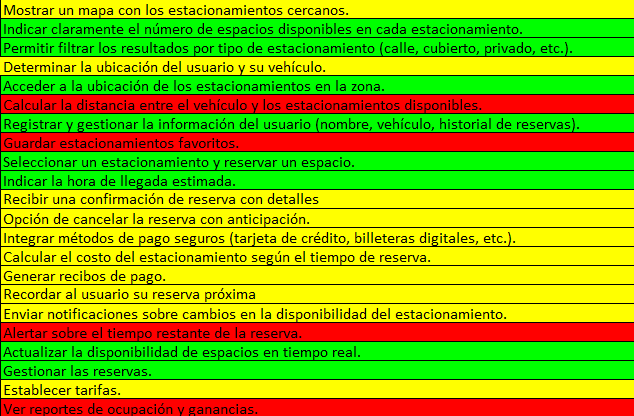 Mostrar un mapa con los estacionamientos cercanos.
Indicar claramente el número de espacios disponibles en cada estacionamiento.
Permitir filtrar los resultados por tipo de estacionamiento (calle, cubierto, privado, etc.).
Determinar la ubicación del usuario y su vehículo.
Acceder a la ubicación de los estacionamientos en la zona.
Calcular la distancia entre el vehículo y los estacionamientos disponibles.
Registrar y gestionar la información del usuario (nombre, vehículo, historial de reservas).
Guardar estacionamientos favoritos.
Seleccionar un estacionamiento y reservar un espacio.
Indicar la hora de llegada estimada.
Recibir una confirmación de reserva con detalles
Opción de cancelar la reserva con anticipación.
Integrar métodos de pago seguros (tarjeta de crédito, billeteras digitales, etc.).
Calcular el costo del estacionamiento según el tiempo de reserva.
Generar recibos de pago.
Recordar al usuario su reserva próxima
Enviar notificaciones sobre cambios en la disponibilidad del estacionamiento.
Alertar sobre el tiempo restante de la reserva.
Actualizar la disponibilidad de espacios en tiempo real.
Gestionar las reservas.
Establecer tarifas.
Ver reportes de ocupación y ganancias.